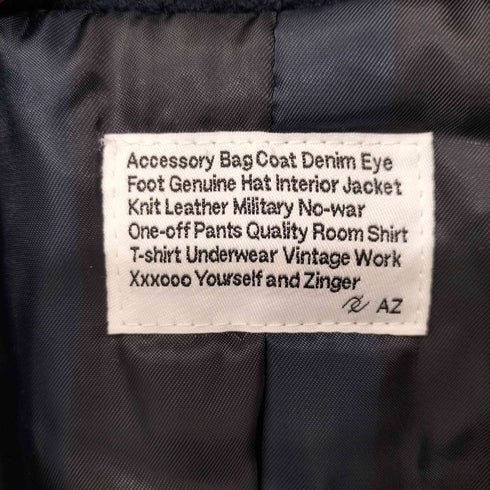 Accessory Bag Coat Denim Eye
Foot Genuine Hat Interior Jacket
Knit Leather Military No-war
One-off Pants Quality Room Shirt
T-shirt Underwear Vintage Work
Xxxooo Yourself and Zinger
AZ